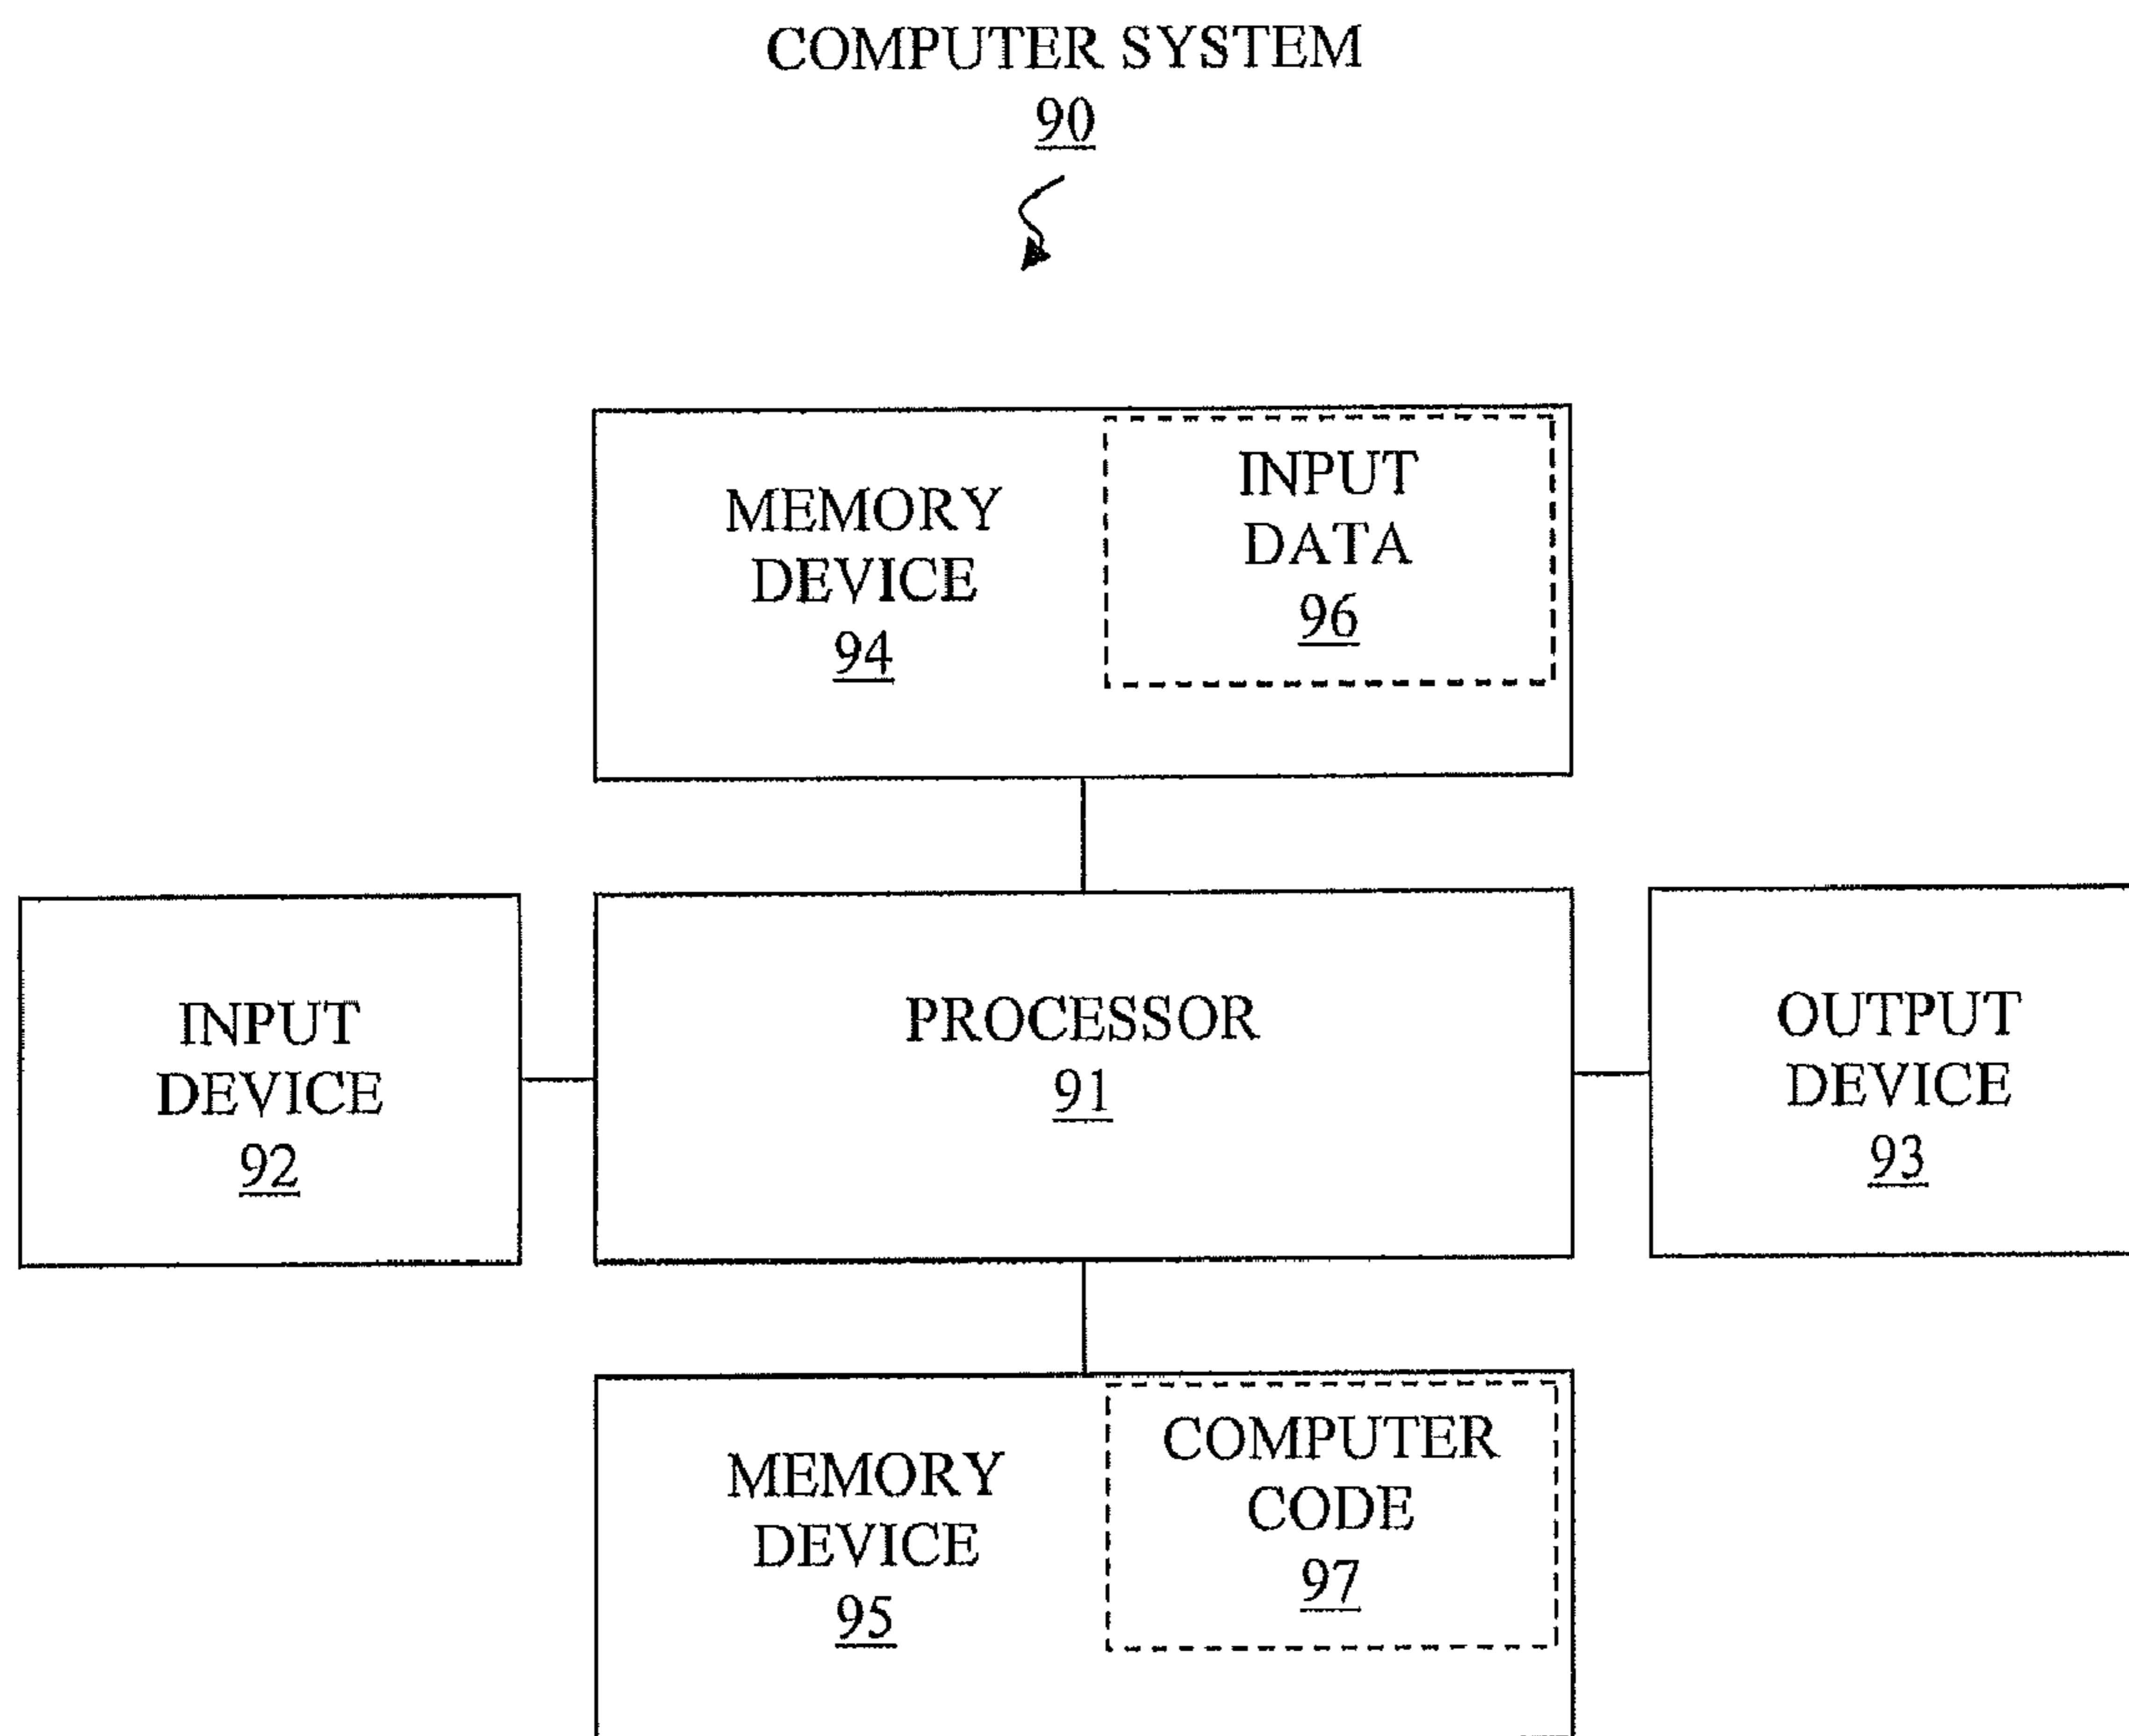 COMPUTER SYSTEM
90
MEMORY
DEVICE
94
INPUT
DATA
96
INPUT
DEVICE
92
PROCESSOR
91
OUTPUT
DEVICE
93
MEMORY
DEVICE
95
COMPUTER
CODE
97